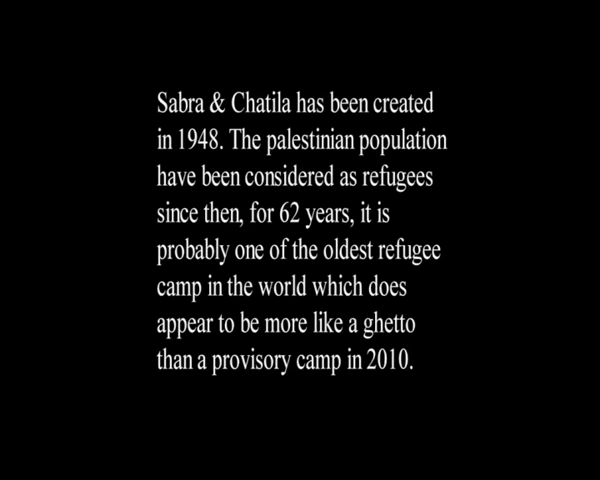 Sabra & Chatila has been created
in 1948. The palestinian population
have been considered as refugees
since then, for 62 years, it is
probably one of the oldest refugee
camp in the world which does
appear to be more like a ghetto
than a provisory camp in 2010.